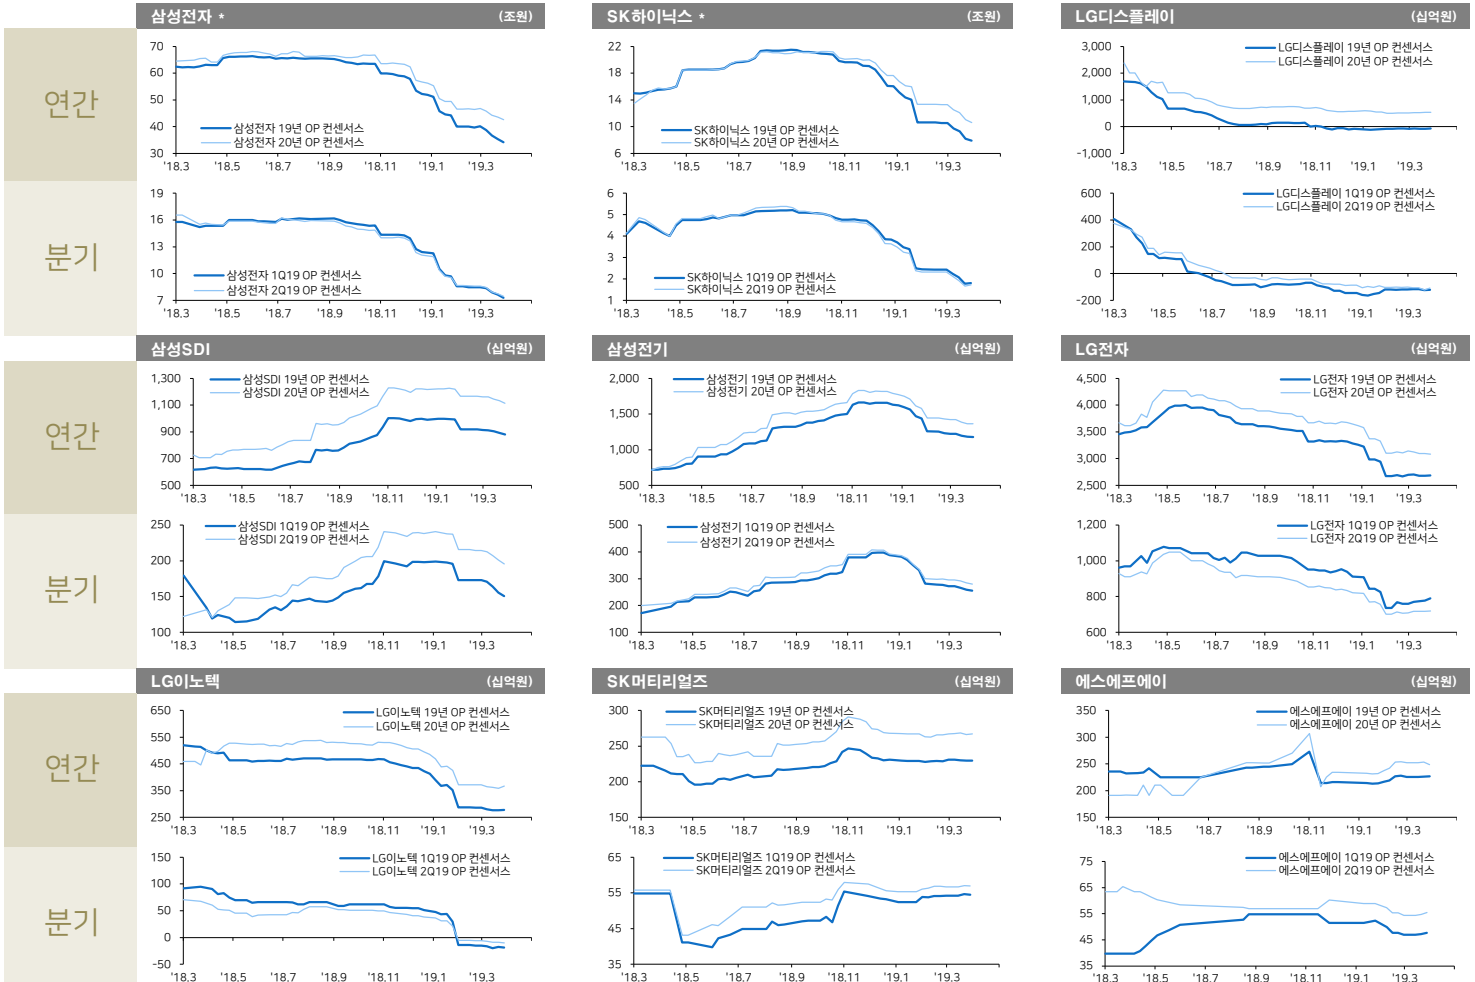 삼성전자 * (조원)
SK하이닉스 * (조원)
LG디스플레이 (십억원)
연간
70
60
50
40
30
삼성전자 19년 OP 컨센서스
삼성전자 20년 OP 컨센서스
'18.3 '18.5 '18.7 '18.9 '18.11 '19.1 '19.3
22
18
14
10
6
SK하이닉스 19년 OP 컨센서스
SK하이닉스 20년 OP 컨센서스
'18.3 '18.5 '18.7 '18.9 '18.11 '19.1 '19.3
3,000
2,000
1,000
0
-1,000
LG디스플레이 19년 OP 컨센서스
LG디스플레이 20년 OP 컨센서스
'18.3 '18.5 '18.7 '18.9 '18.11 '19.1 '19.3
분기
19
16
13
10
7
삼성전자 1Q19 OP 컨센서스
삼성전자 2Q19 OP 컨센서스
'18.3 '18.5 '18.7 '18.9 '18.11 '19.1 '19.3
6
5
4
3
2
1
SK하이닉스 1Q19 OP 컨센서스
SK하이닉스 2Q19 OP 컨센서스
'18.3 '18.5 '18.7 '18.9 '18.11 '19.1 '19.3
600
400
200
0
-200
LG디스플레이 1Q19 OP 컨센서스
LG디스플레이 2Q19 OP 컨센서스
'18.3 '18.5 '18.7 '18.9 '18.11 '19.1 '19.3
삼성SDI (십억원)
삼성전기 (십억원)
LG전자 (십억원)
연간
1,300
1,100
900
700
500
삼성SDI 19년 OP 컨센서스
삼성SDI 20년 OP 컨센서스
'18.3 '18.5 '18.7 '18.9 '18.11 '19.1 '19.3
2,000
1,500
1,000
500
삼성전기 19년 OP 컨센서스
삼성전기 20년 OP 컨센서스
'18.3 '18.5 '18.7 '18.9 '18.11 '19.1 '19.3
4,500
4,000
3,500
3,000
2,500
LG전자 19년 OP 컨센서스
LG전자 20년 OP 컨센서스
'18.3 '18.5 '18.7 '18.9 '18.11 '19.1 '19.3
분기
250
200
150
100
삼성SDI 1Q19 OP 컨센서스
삼성SDI 2Q19 OP 컨센서스
'18.3 '18.5 '18.7 '18.9 '18.11 '19.1 '19.3
500
400
300
200
100
삼성전기 1Q19 OP 컨센서스
삼성전기 2Q19 OP 컨센서스
'18.3 '18.5 '18.7 '18.9 '18.11 '19.1 '19.3
1,200
1,000
800
600
LG전자 1Q19 OP 컨센서스
LG전자 2Q19 OP 컨센서스
'18.3 '18.5 '18.7 '18.9 '18.11 '19.1 '19.3
LG이노텍 (십억원)
SK머티리얼즈 (십억원)
에스에프에이 (십억원)
연간
650
550
450
350
250
LG이노텍 19년 OP 컨센서스
LG이노텍 20년 OP 컨센서스
'18.3 '18.5 '18.7 '18.9 '18.11 '19.1 '19.3
300
250
200
150
SK머티리얼즈 19년 OP 컨센서스
SK머티리얼즈 20년 OP 컨센서스
'18.3 '18.5 '18.7 '18.9 '18.11 '19.1 '19.3
350
300
250
200
150
에스에프에이 19년 OP 컨센서스
에스에프에이 20년 OP 컨센서스
'18.3 '18.5 '18.7 '18.9 '18.11 '19.1 '19.3
분기
150
100
50
0
-50
LG이노텍 1Q19 OP 컨센서스
LG이노텍 2Q19 OP 컨센서스
'18.3 '18.5 '18.7 '18.9 '18.11 '19.1 '19.3
65
55
45
35
SK머티리얼즈 1Q19 OP 컨센서스
SK머티리얼즈 2Q19 OP 컨센서스
'18.3 '18.5 '18.7 '18.9 '18.11 '19.1 '19.3
75
65
55
45
35
에스에프에이 1Q19 OP 컨센서스
에스에프에이 2Q19 OP 컨센서스
'18.3 '18.5 '18.7 '18.9 '18.11 '19.1 '19.3